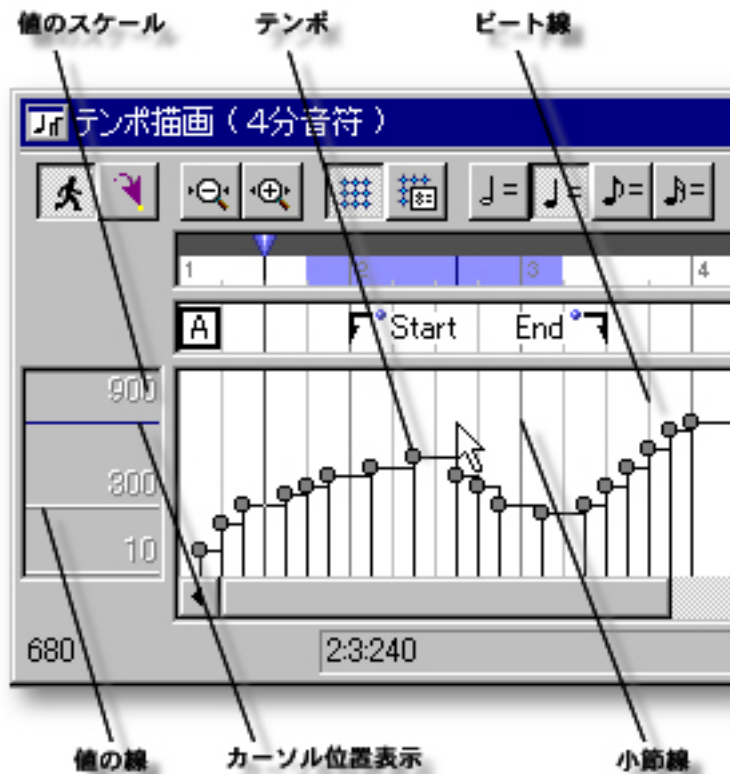 値のスケール テンポ ビート線
テンポ描画（4分音符）
1 2 3 4
A Start End
900
300
10
680 2:3:240
値の線 カーソル位置表示 小節線